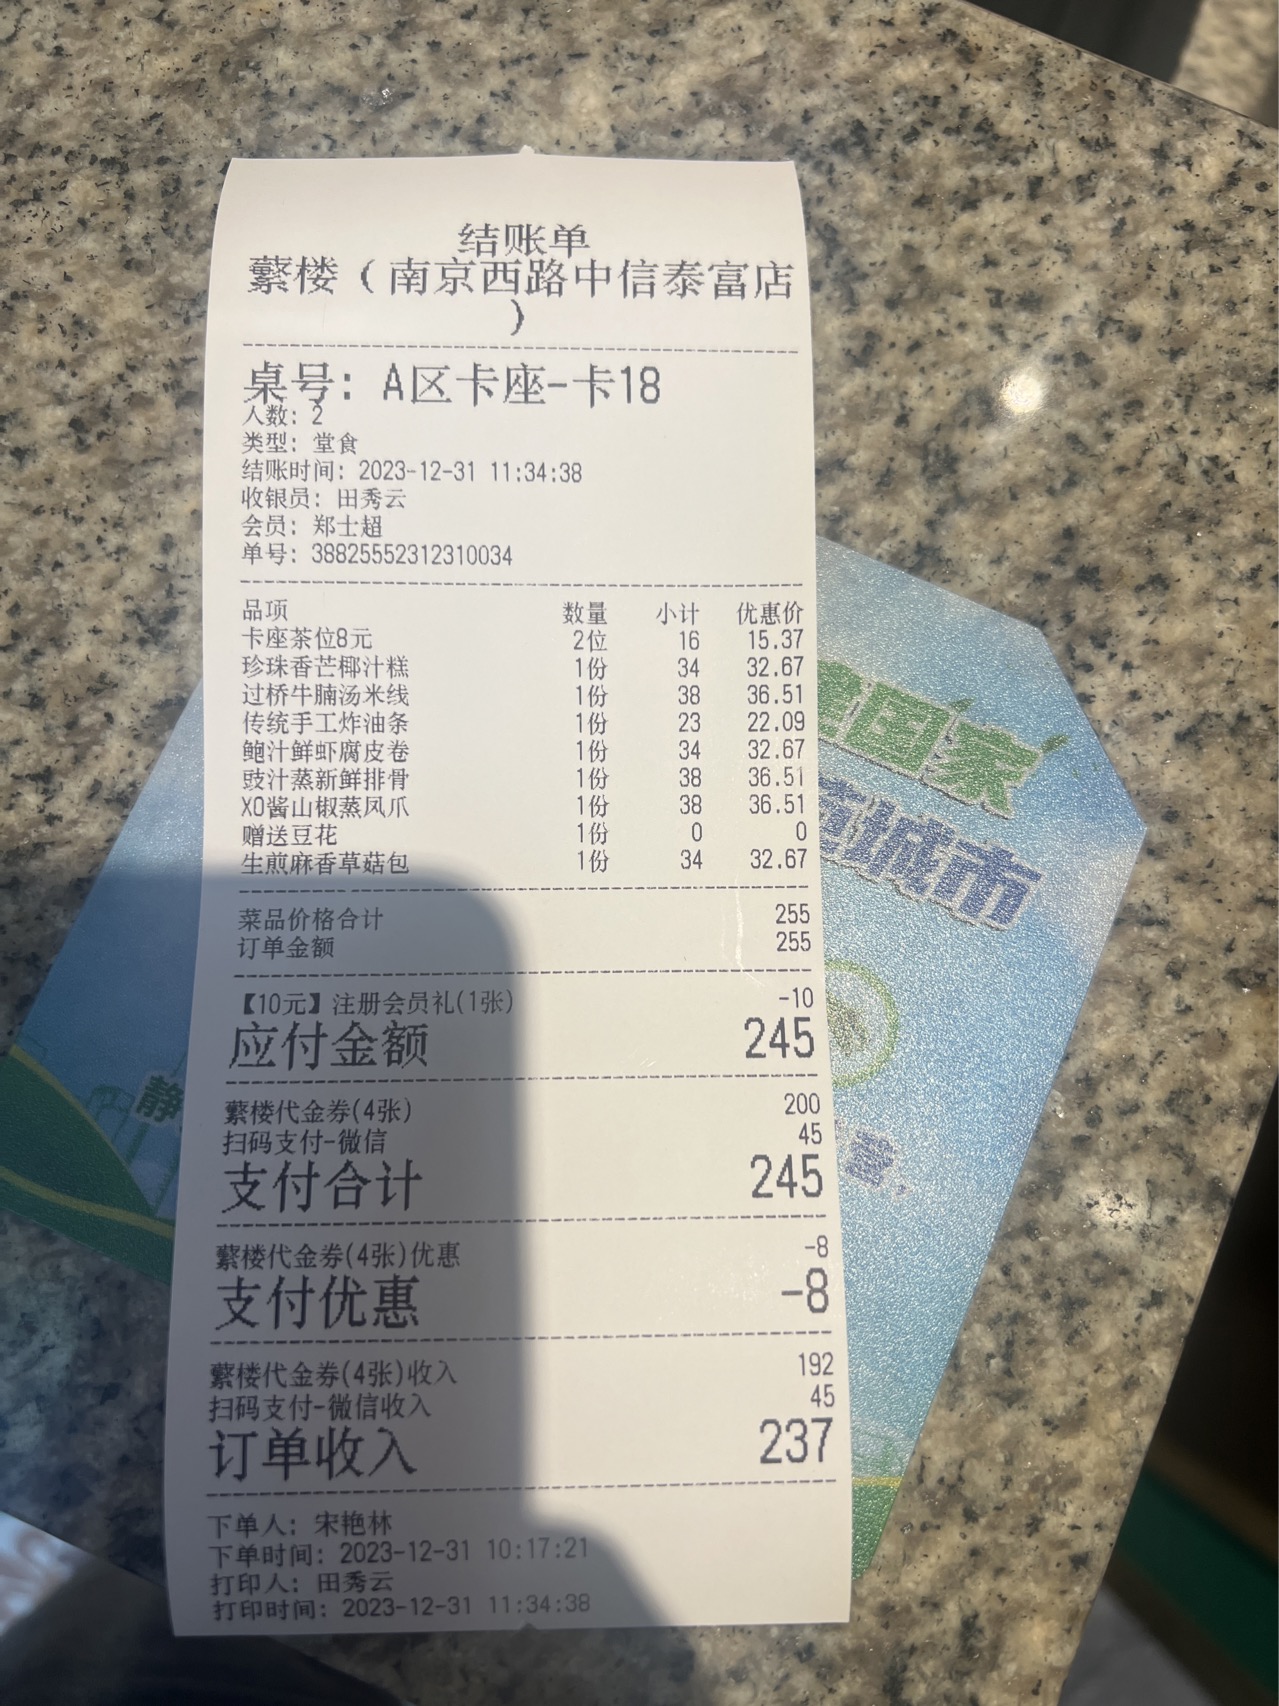 结账单
蘩楼（南京西路中信泰富店
）
桌号：A区卡座-卡18
人数：2
类型：堂食
结账时间：2023-12-31 11:34:38
收银员：田秀云
会员：郑士超
单号：38825552312310034
品项 数量 小计 优惠价
卡座茶位8元 2位 16 15.37
珍珠香芒椰汁糕 1份 34 32.67
过桥牛腩汤米线 1份 38 36.51
传统手工炸油条 1份 23 22.09
鲍汁鲜虾腐皮卷 1份 34 32.67
豉汁蒸新鲜排骨 1份 38 36.51
XO酱山椒蒸凤爪 1份 38 36.51
赠送豆花 1份 0 0
生煎麻香草菇包 1份 34 32.67
菜品价格合计 255
订单金额 255
【10元】注册会员礼(1张) -10
应付金额 245
蘩楼代金券(4张) 200
扫码支付-微信 45
支付合计 245
蘩楼代金券(4张)优惠 -8
支付优惠 -8
蘩楼代金券(4张)收入 192
扫码支付-微信收入 45
订单收入 237
下单人：宋艳林
下单时间：2023-12-31 10:17:21
打印人：田秀云
打印时间：2023-12-31 11:34:38
国家
城市
静